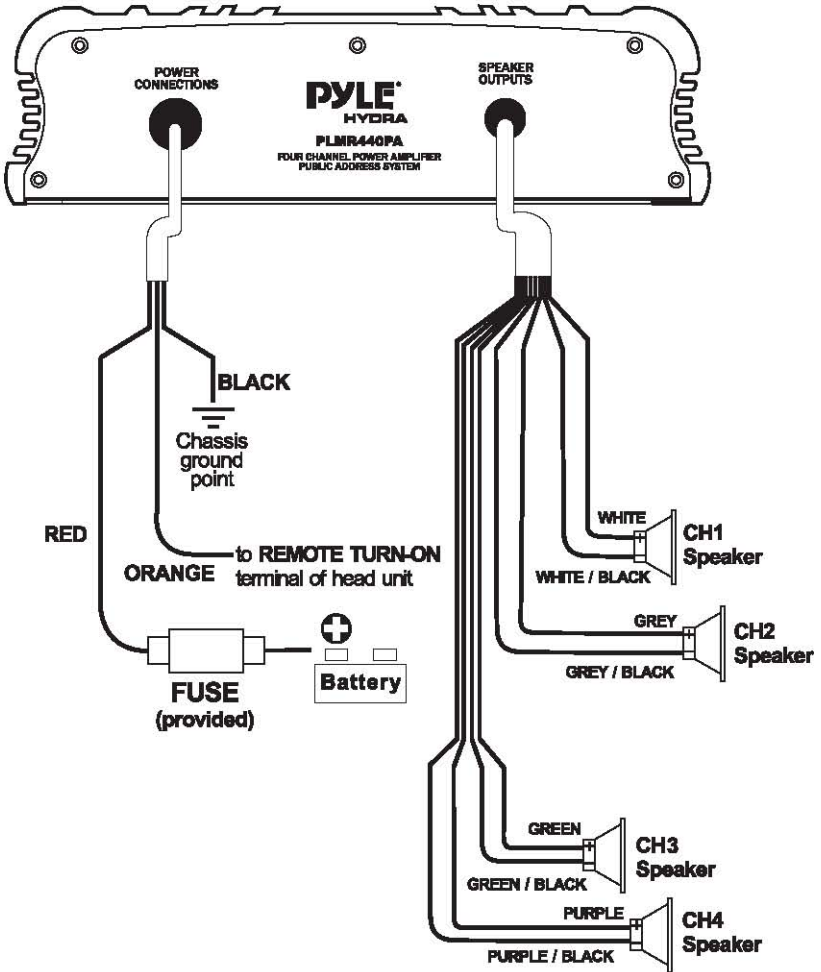 POWER
CONNECTIONS
SPEAKER
OUTPUTS
PYLE
HYDRA
PLMR440PA
FOUR CHANNEL POWER AMPLIFIER
PUBLIC ADDRESS SYSTEM
BLACK
Chassis
ground
point
RED
ORANGE
to REMOTE TURN-ON
terminal of head unit
FUSE
(provided)
+
Battery
WHITE
+
WHITE / BLACK
CH1
Speaker
GREY
+
GREY / BLACK
CH2
Speaker
GREEN
+
GREEN / BLACK
CH3
Speaker
PURPLE
+
PURPLE / BLACK
CH4
Speaker